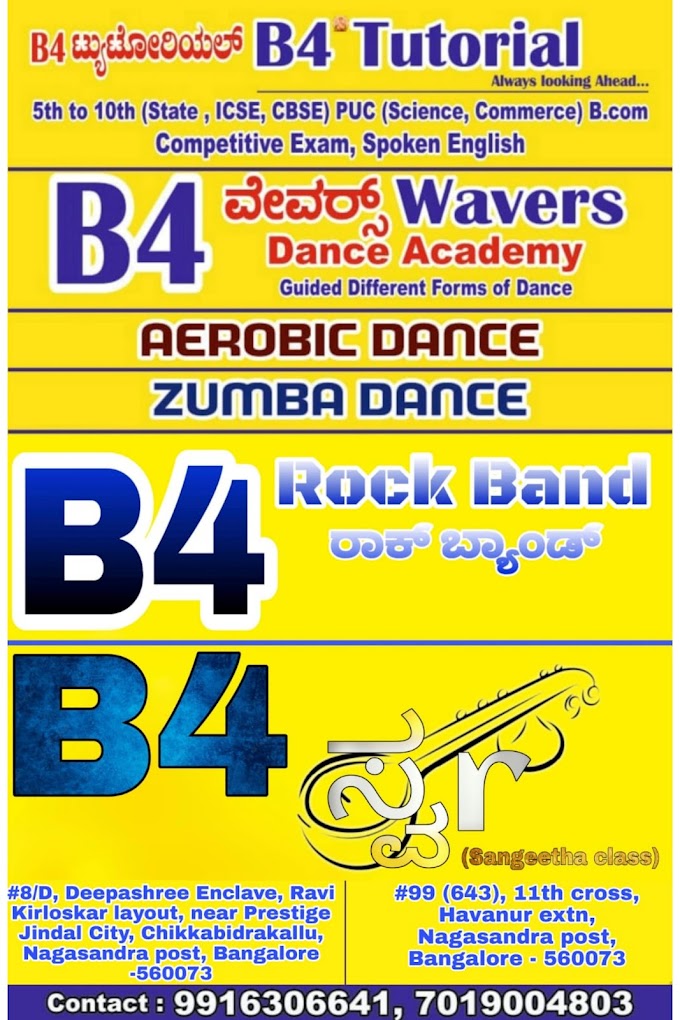 B4 ಟ್ಯುಟೋರಿಯಲ್ B4 Tutorial
Always looking Ahead...
5th to 10th (State , ICSE, CBSE) PUC (Science, Commerce) B.com
Competitive Exam, Spoken English
B4 ವೇವರ್ಸ್ Wavers
Dance Academy
Guided Different Forms of Dance
AEROBIC DANCE
ZUMBA DANCE
B4 Rock Band
ರಾಕ್ ಬ್ಯಾಂಡ್
B4 ಸ್ವr
(Sangeetha class)
#8/D, Deepashree Enclave, Ravi
Kirloskar layout, near Prestige
Jindal City, Chikkabidrakallu,
Nagasandra post, Bangalore
-560073
#99 (643), 11th cross,
Havanur extn,
Nagasandra post,
Bangalore - 560073
Contact : 9916306641, 7019004803